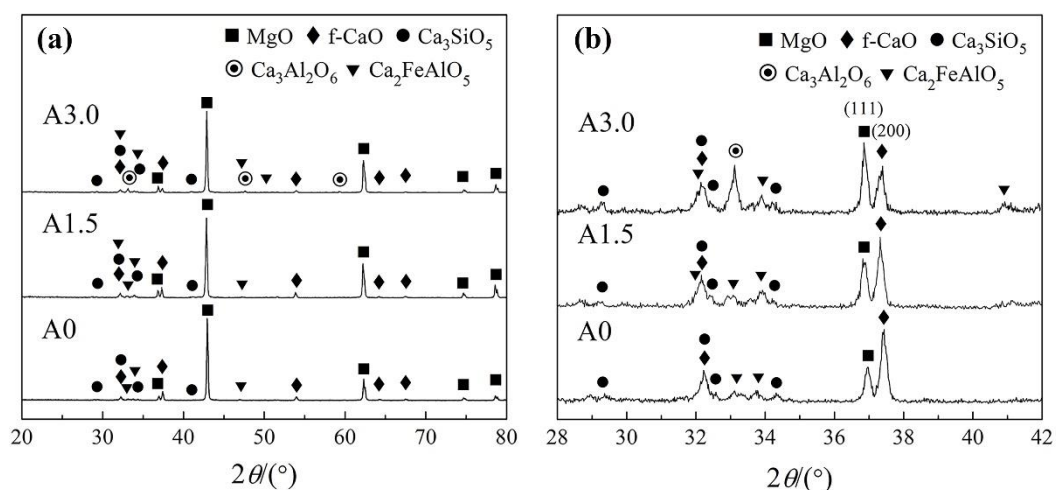 (a)
■ MgO ◆ f-CaO ● Ca₃SiO₅
◉ Ca₃Al₂O₆ ▼ Ca₂FeAlO₅
A3.0
A1.5
A0
20 30 40 50 60 70 80
2θ/(°)
(b)
■ MgO ◆ f-CaO ● Ca₃SiO₅
◉ Ca₃Al₂O₆ ▼ Ca₂FeAlO₅
A3.0
(111)
(200)
A1.5
A0
28 30 32 34 36 38 40 42
2θ/(°)